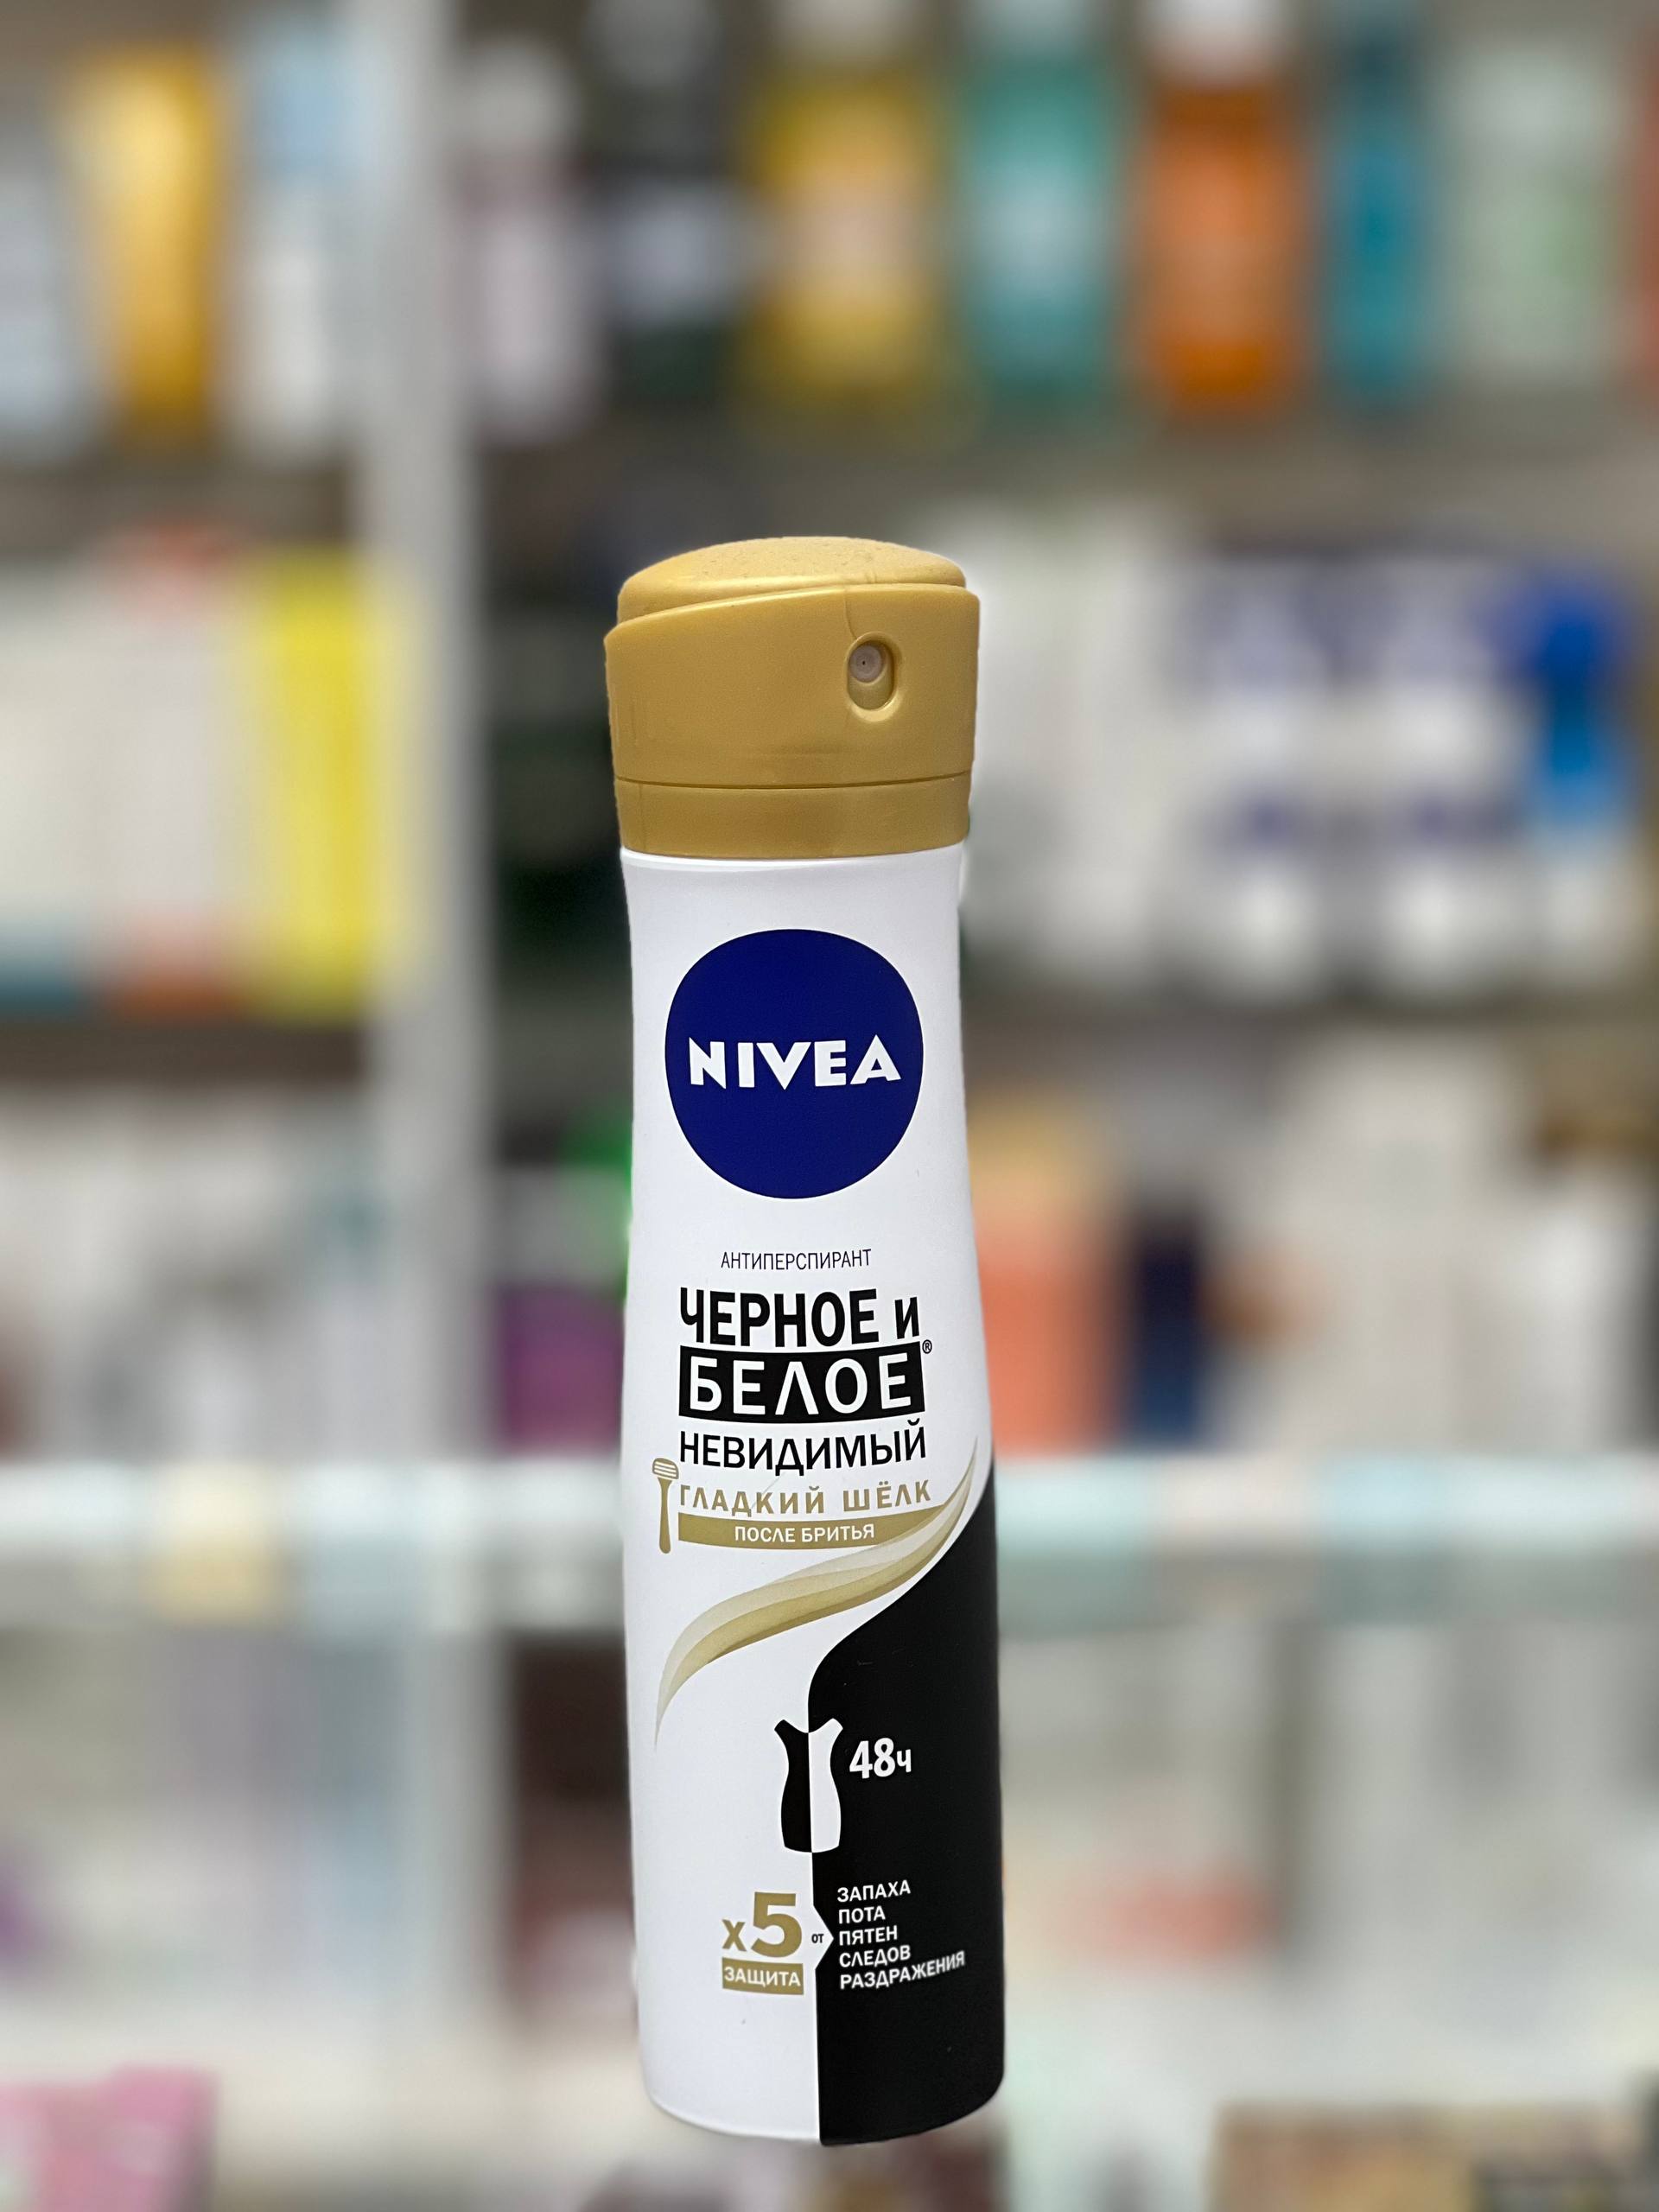 NIVEA
АНТИПЕРСПИРАНТ
ЧЕРНОЕ И
БЕЛОЕ®
НЕВИДИМЫЙ
ГЛАДКИЙ ШЁЛК
ПОСЛЕ БРИТЬЯ
48ч
x5
ЗАЩИТА
от
ЗАПАХА
ПОТА
ПЯТЕН
СЛЕДОВ
РАЗДРАЖЕНИЯ